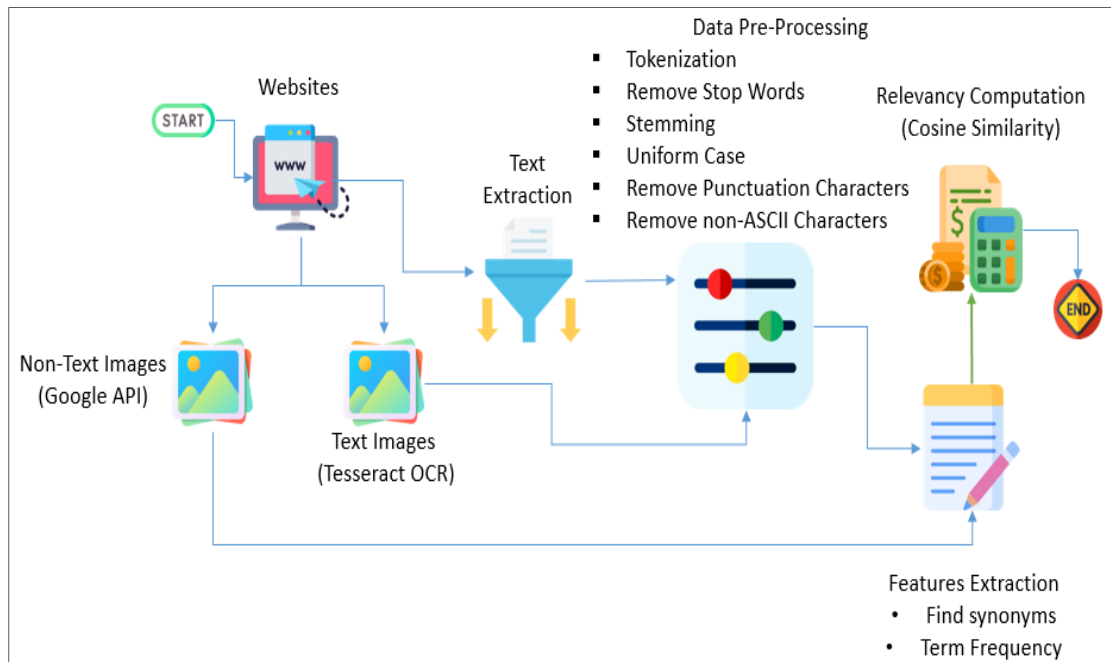 Data Pre-Processing
▪ Tokenization
▪ Remove Stop Words
▪ Stemming
▪ Uniform Case
▪ Remove Punctuation Characters
▪ Remove non-ASCII Characters
START
Websites
www
Text
Extraction
Relevancy Computation
(Cosine Similarity)
$
$
END
Non-Text Images
(Google API)
Text Images
(Tesseract OCR)
Features Extraction
• Find synonyms
• Term Frequency